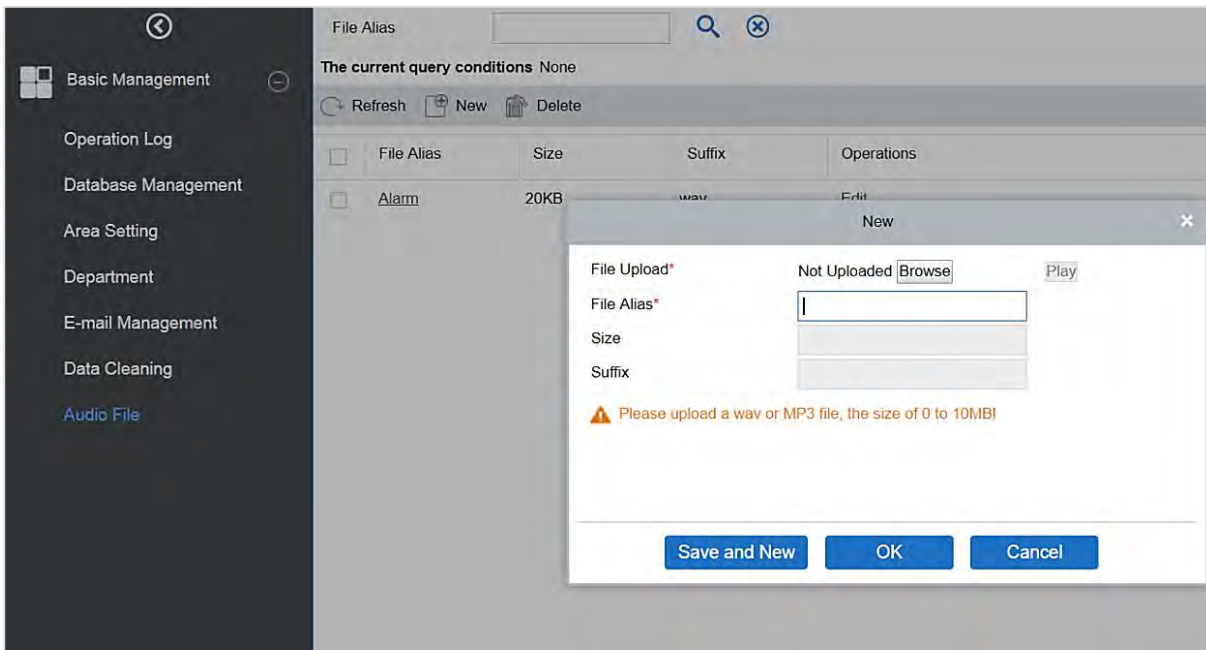 File Alias
The current query conditions None
Refresh New Delete
File Alias Size Suffix Operations
Alarm 20KB wav Edit
Basic Management
Operation Log
Database Management
Area Setting
Department
E-mail Management
Data Cleaning
Audio File
New
File Upload* Not Uploaded Browse Play
File Alias*
Size
Suffix
Please upload a wav or MP3 file, the size of 0 to 10MB!
Save and New OK Cancel